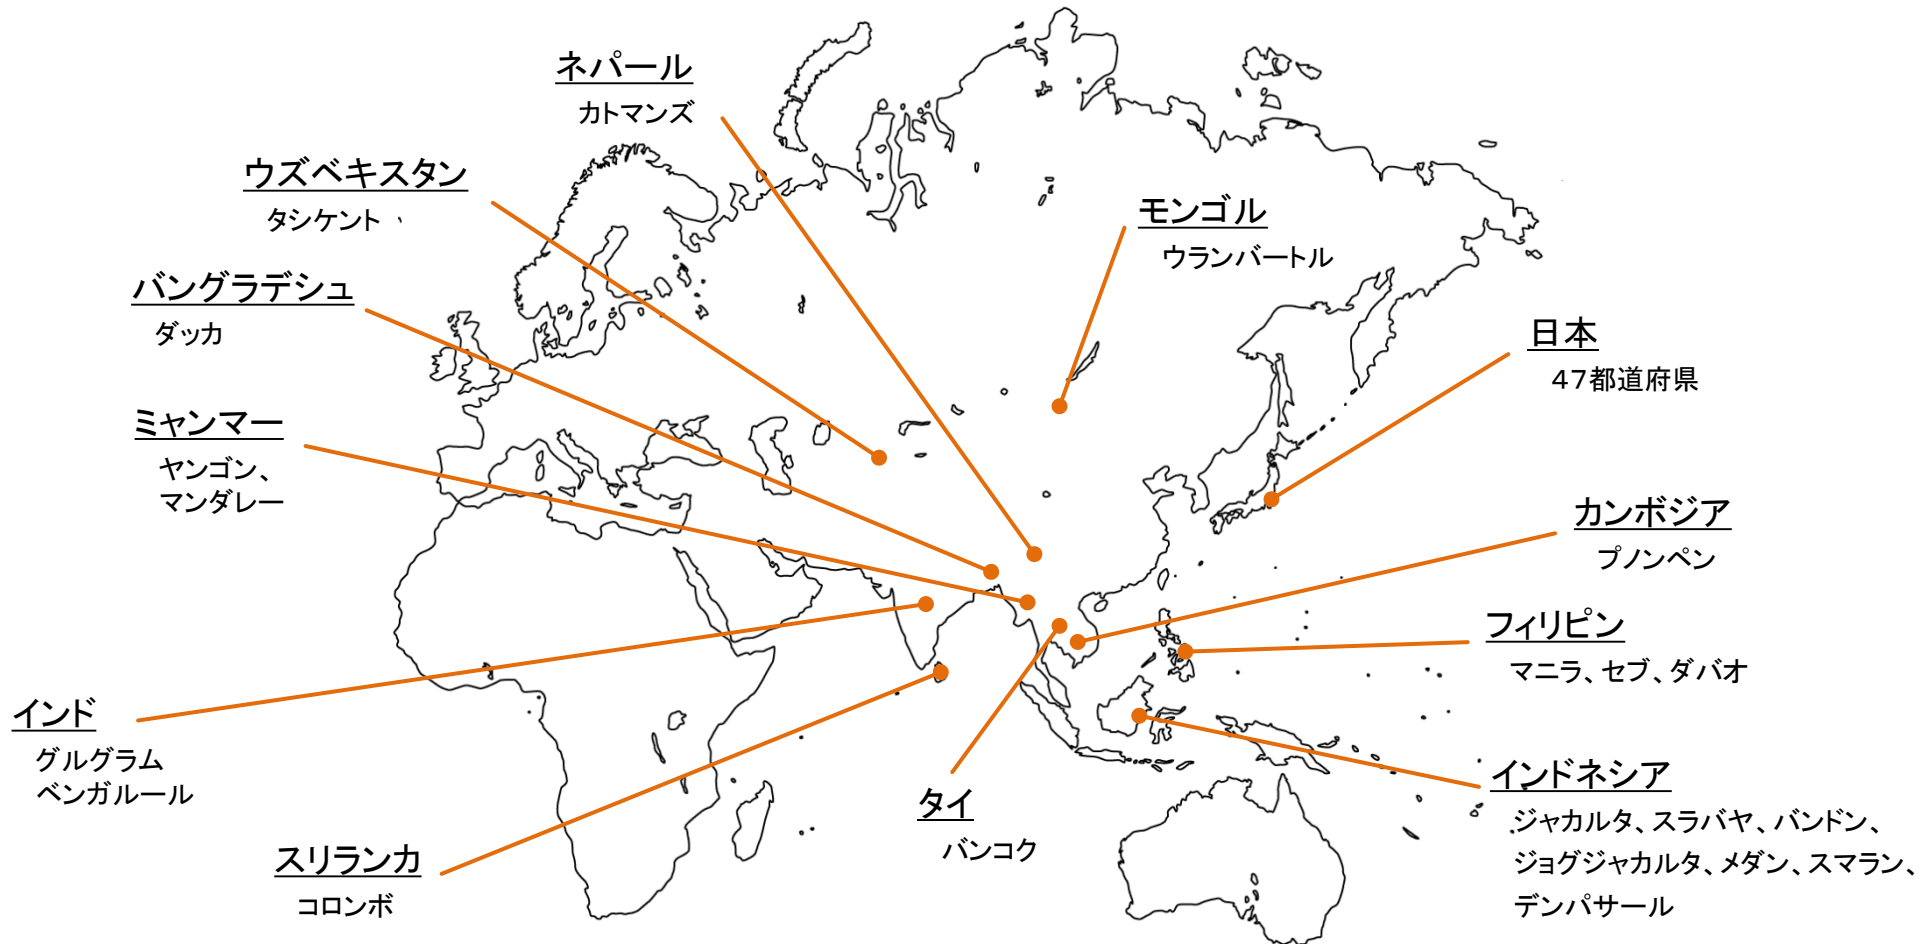 ネパール
カトマンズ
ウズベキスタン
タシケント
バングラデシュ
ダッカ
ミャンマー
ヤンゴン、
マンダレー
インド
グルグラム
ベンガルール
スリランカ
コロンボ
タイ
バンコク
モンゴル
ウランバートル
日本
47都道府県
カンボジア
プノンペン
フィリピン
マニラ、セブ、ダバオ
インドネシア
ジャカルタ、スラバヤ、バンドン、
ジョグジャカルタ、メダン、スマラン、
デンパサール